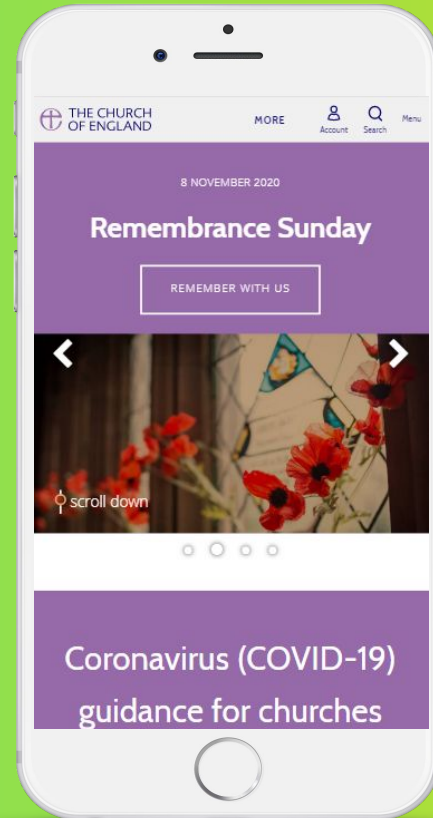 THE CHURCH
OF ENGLAND
MORE
Account
Search
Menu
8 NOVEMBER 2020
Remembrance Sunday
REMEMBER WITH US
scroll down
Coronavirus (COVID-19)
guidance for churches